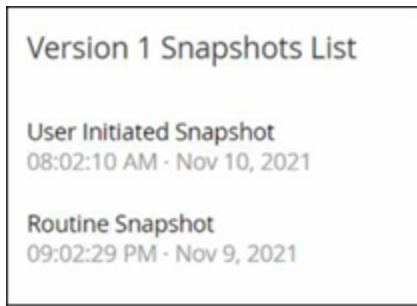 Version 1 Snapshots List
User Initiated Snapshot
08:02:10 AM · Nov 10, 2021
Routine Snapshot
09:02:29 PM · Nov 9, 2021